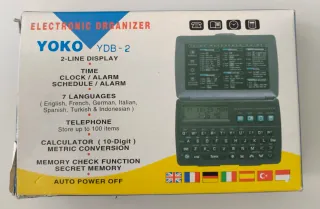 ELECTRONIC ORGANIZER
YOKO YDB - 2
2-LINE DISPLAY
TIME
CLOCK / ALARM
SCHEDULE / ALARM
7 LANGUAGES
( English, French, German, Italian,
Spanish, Turkish & Indonesian )
TELEPHONE
Store up to 100 items
CALCULATOR ( 10-Digit )
METRIC CONVERSION
MEMORY CHECK FUNCTION
SECRET MEMORY
AUTO POWER OFF